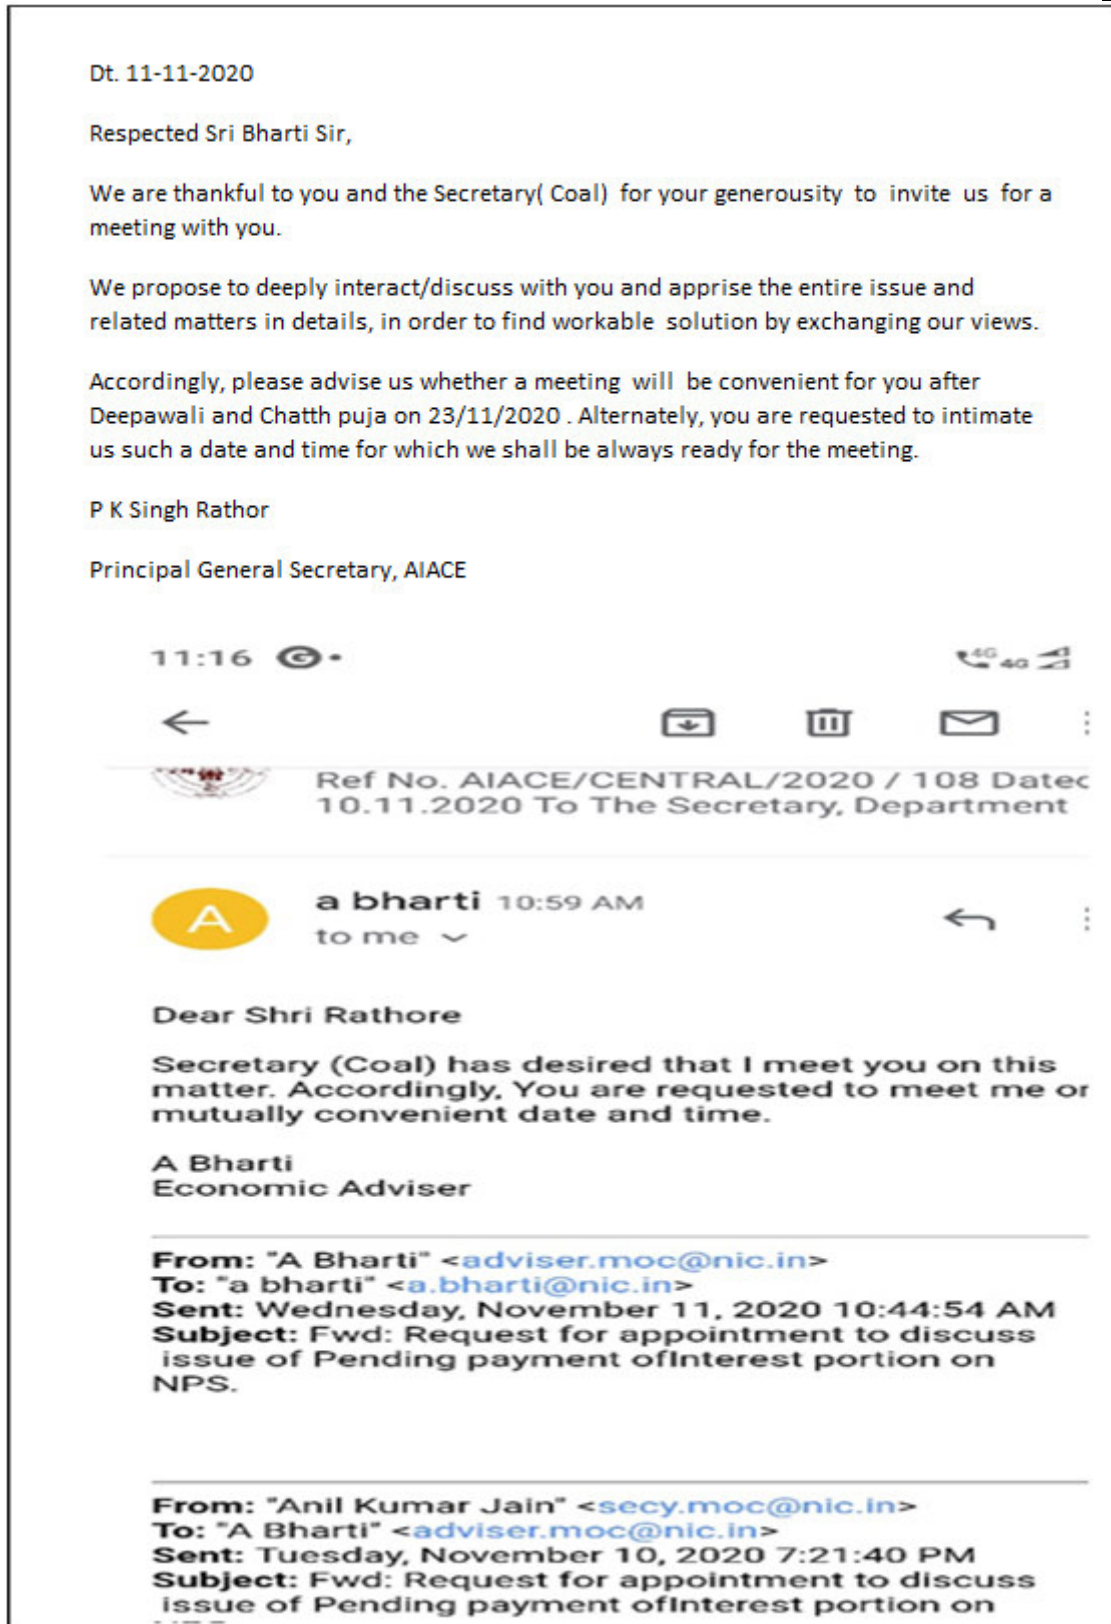 Dt. 11-11-2020
Respected Sri Bharti Sir,
We are thankful to you and the Secretary( Coal)  for your generousity  to  invite  us  for a
meeting with you.
We propose to deeply interact/discuss with you and apprise the entire issue and
related matters in details, in order to find workable  solution by exchanging our views.
Accordingly, please advise us whether a meeting  will  be convenient for you after
Deepawali and Chatth puja on 23/11/2020 . Alternately, you are requested to intimate
us such a date and time for which we shall be always ready for the meeting.
P K Singh Rathor
Principal General Secretary, AIACE
11:16 G 4G 4G
Ref No. AIACE/CENTRAL/2020 / 108 Dated
10.11.2020 To The Secretary, Department
a bharti 10:59 AM
A
to me
Dear Shri Rathore
Secretary (Coal) has desired that I meet you on this
matter. Accordingly, You are requested to meet me or
mutually convenient date and time.
A Bharti
Economic Adviser
From: "A Bharti" <adviser.moc@nic.in>
To: "a bharti" <a.bharti@nic.in>
Sent: Wednesday, November 11, 2020 10:44:54 AM
Subject: Fwd: Request for appointment to discuss
issue of Pending payment ofInterest portion on
NPS.
From: "Anil Kumar Jain" <secy.moc@nic.in>
To: "A Bharti" <adviser.moc@nic.in>
Sent: Tuesday, November 10, 2020 7:21:40 PM
Subject: Fwd: Request for appointment to discuss
issue of Pending payment ofInterest portion on